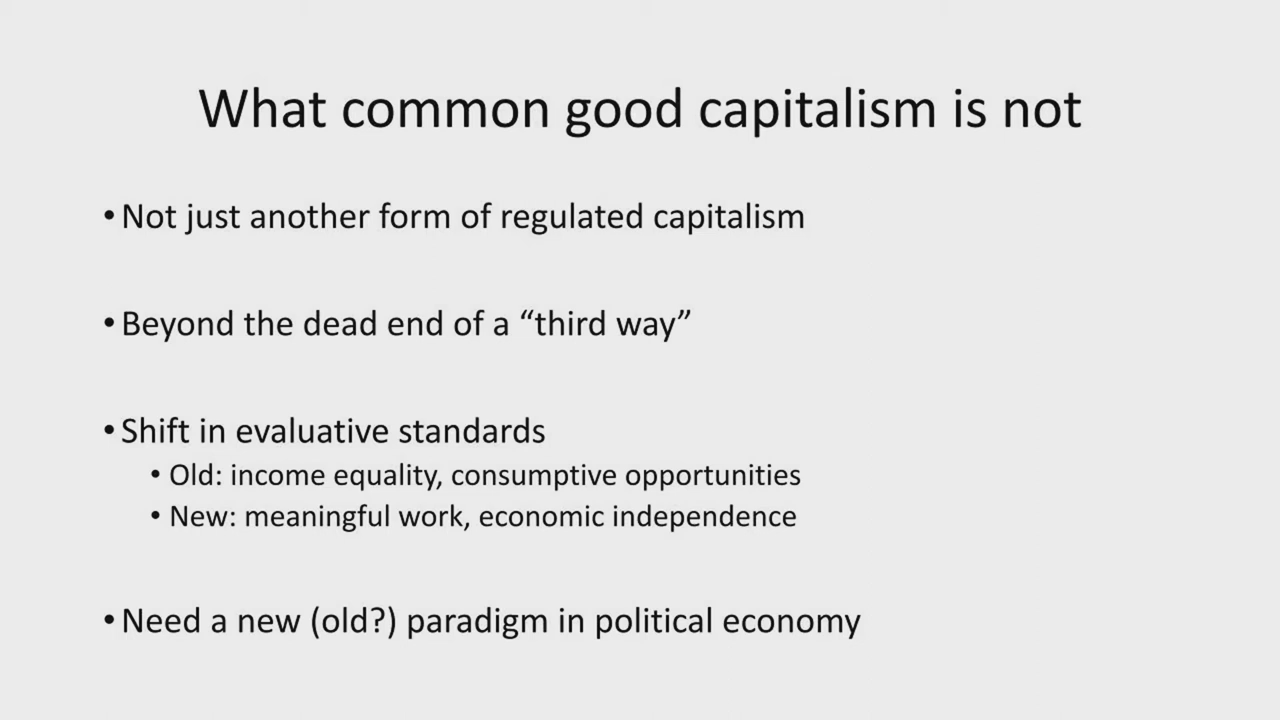 What common good capitalism is not
• Not just another form of regulated capitalism
• Beyond the dead end of a “third way”
• Shift in evaluative standards
• Old: income equality, consumptive opportunities
• New: meaningful work, economic independence
• Need a new (old?) paradigm in political economy